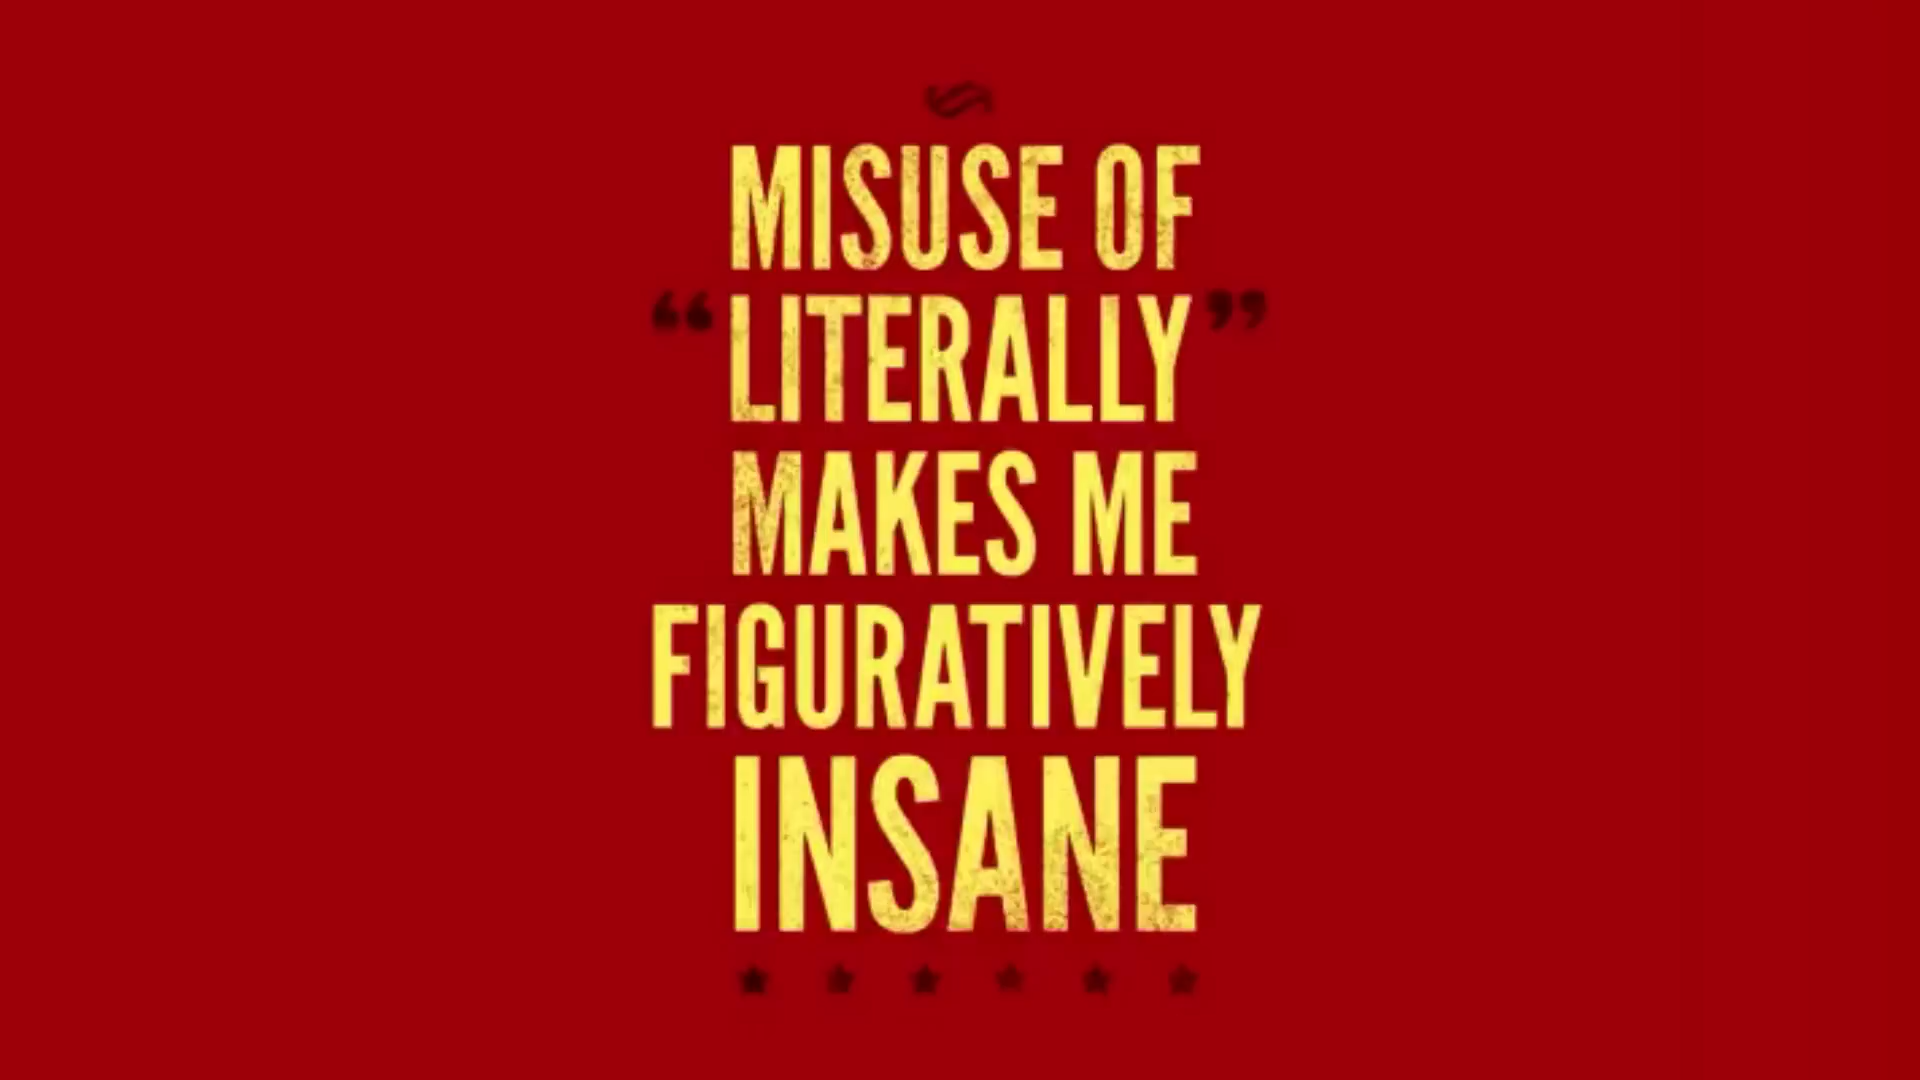 MISUSE OF
“LITERALLY”
MAKES ME
FIGURATIVELY
INSANE